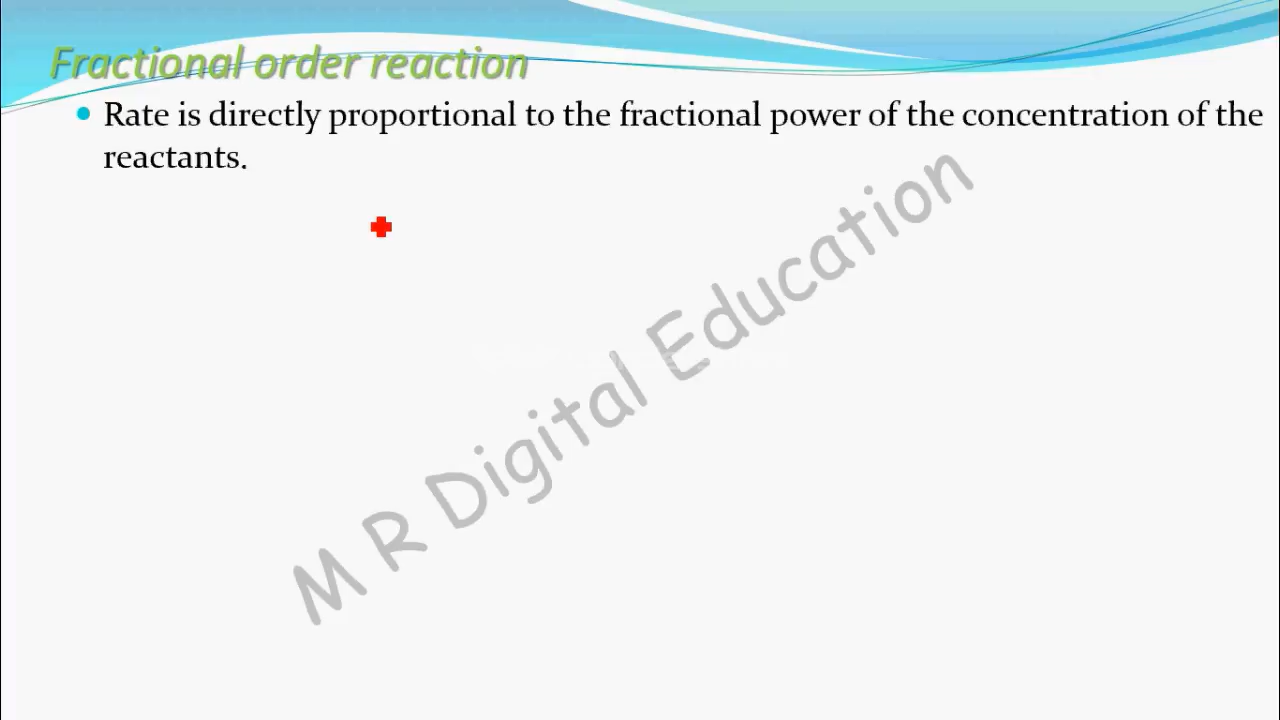 Fractional order reaction
• Rate is directly proportional to the fractional power of the concentration of the
reactants.
M R Digital Education